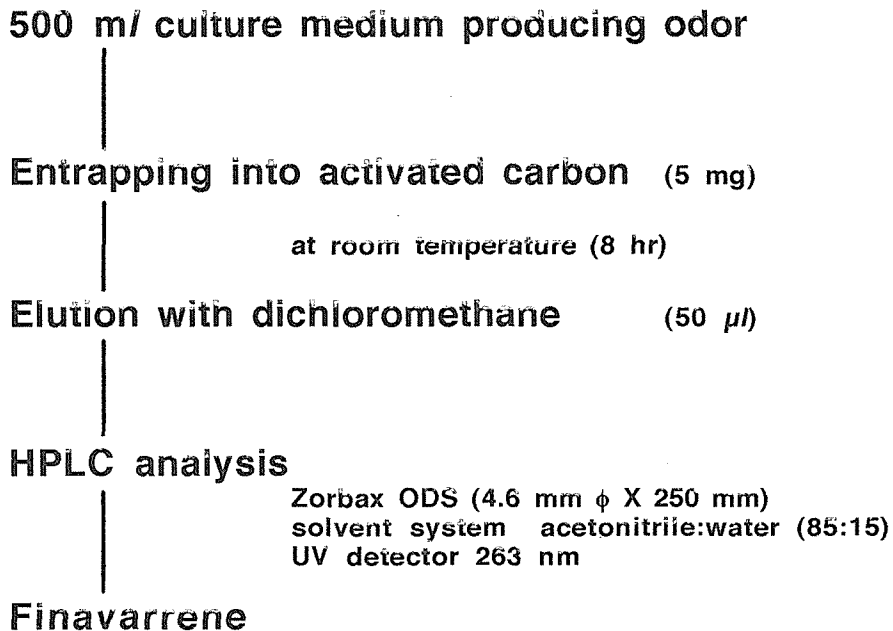 500 ml culture medium producing odor
Entrapping into activated carbon (5 mg)
at room temperature (8 hr)
Elution with dichloromethane (50 µl)
HPLC analysis
Zorbax ODS (4.6 mm ϕ X 250 mm)
solvent system acetonitrile:water (85:15)
UV detector 263 nm
Finavarrene